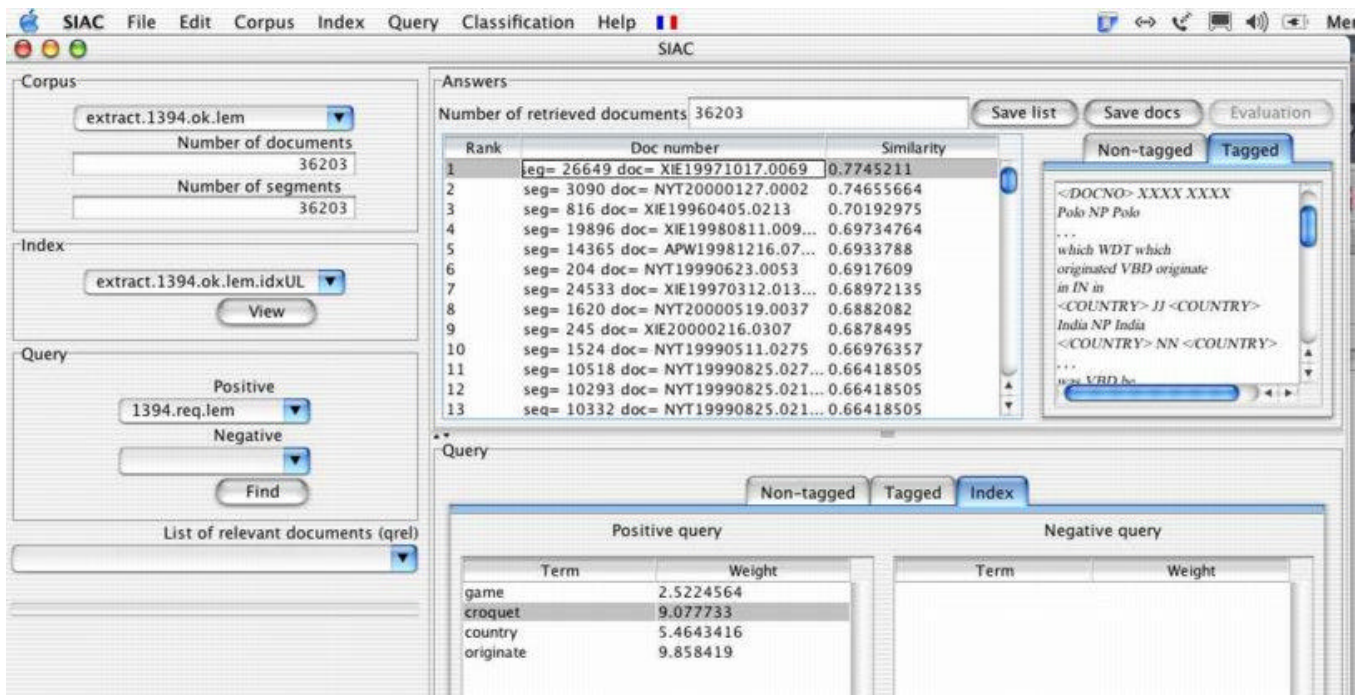 SIAC File Edit Corpus Index Query Classification Help
SIAC
Corpus
extract.1394.ok.lem
Number of documents
36203
Number of segments
36203
Index
extract.1394.ok.lem.idxUL
View
Query
Positive
1394.req.lem
Negative
Find
List of relevant documents (qrel)
Answers
Number of retrieved documents 36203 Save list Save docs Evaluation
Rank Doc number Similarity
1 seg= 26649 doc= XIE19971017.0069 0.7745211
2 seg= 3090 doc= NYT20000127.0002 0.74655664
3 seg= 816 doc= XIE19960405.0213 0.70192975
4 seg= 19896 doc= XIE19980811.009... 0.69734764
5 seg= 14365 doc= APW19981216.07... 0.6933788
6 seg= 204 doc= NYT19990623.0053 0.6917609
7 seg= 24533 doc= XIE19970312.013... 0.68972135
8 seg= 1620 doc= NYT20000519.0037 0.6882082
9 seg= 245 doc= XIE20000216.0307 0.6878495
10 seg= 1524 doc= NYT19990511.0275 0.66976357
11 seg= 10518 doc= NYT19990825.027... 0.66418505
12 seg= 10293 doc= NYT19990825.021... 0.66418505
13 seg= 10332 doc= NYT19990825.021... 0.66418505
Non-tagged Tagged
<DOCNO> XXXX XXXX
Polo NP Polo
. . .
which WDT which
originated VBD originate
in IN in
<COUNTRY> JJ <COUNTRY>
India NP India
</COUNTRY> NN </COUNTRY>
. . .
was VBD be
Query
Non-tagged Tagged Index
Positive query Negative query
Term Weight Term Weight
game 2.5224564
croquet 9.077733
country 5.4643416
originate 9.858419